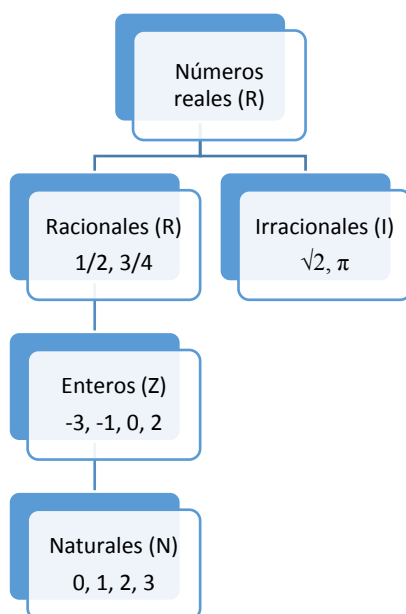 Números
reales (R)
Racionales (R)
1/2, 3/4
Irracionales (I)
√2, π
Enteros (Z)
-3, -1, 0, 2
Naturales (N)
0, 1, 2, 3